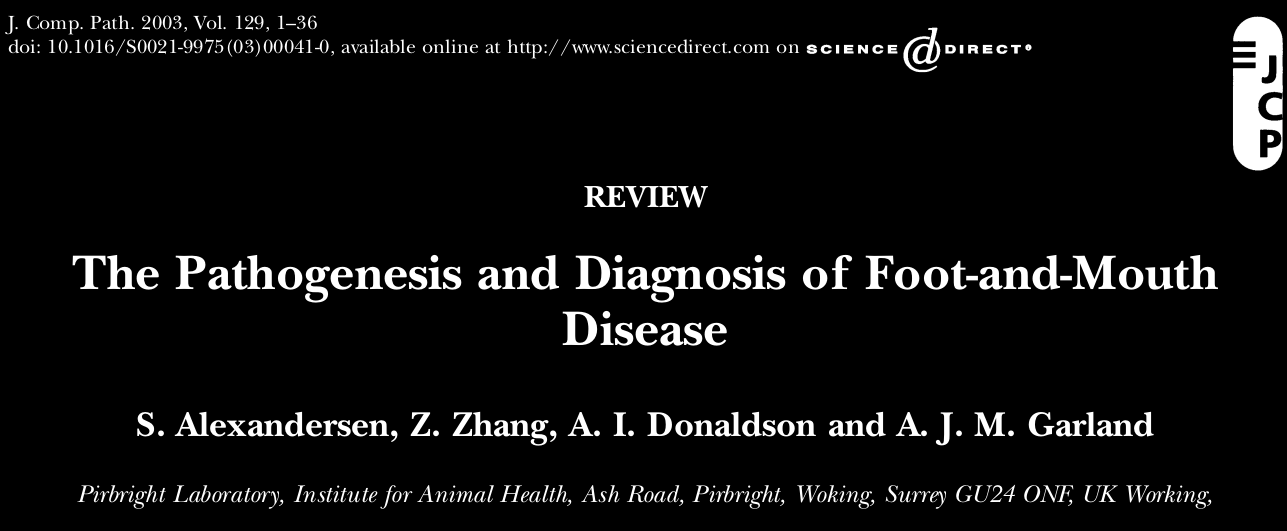 J. Comp. Path. 2003, Vol. 129, 1–36
doi: 10.1016/S0021-9975(03)00041-0, available online at http://www.sciencedirect.com on SCIENCE @ DIRECT®
JCP
REVIEW
The Pathogenesis and Diagnosis of Foot-and-Mouth
Disease
S. Alexandersen, Z. Zhang, A. I. Donaldson and A. J. M. Garland
Pirbright Laboratory, Institute for Animal Health, Ash Road, Pirbright, Woking, Surrey GU24 ONF, UK Working,